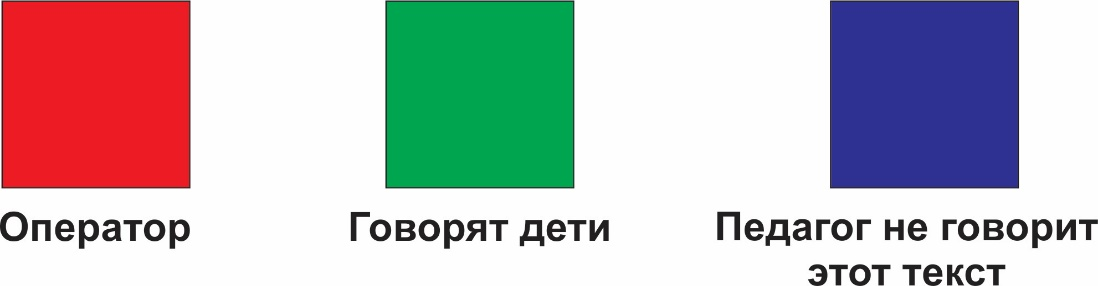 Оператор
Говорят дети
Педагог не говорит
этот текст